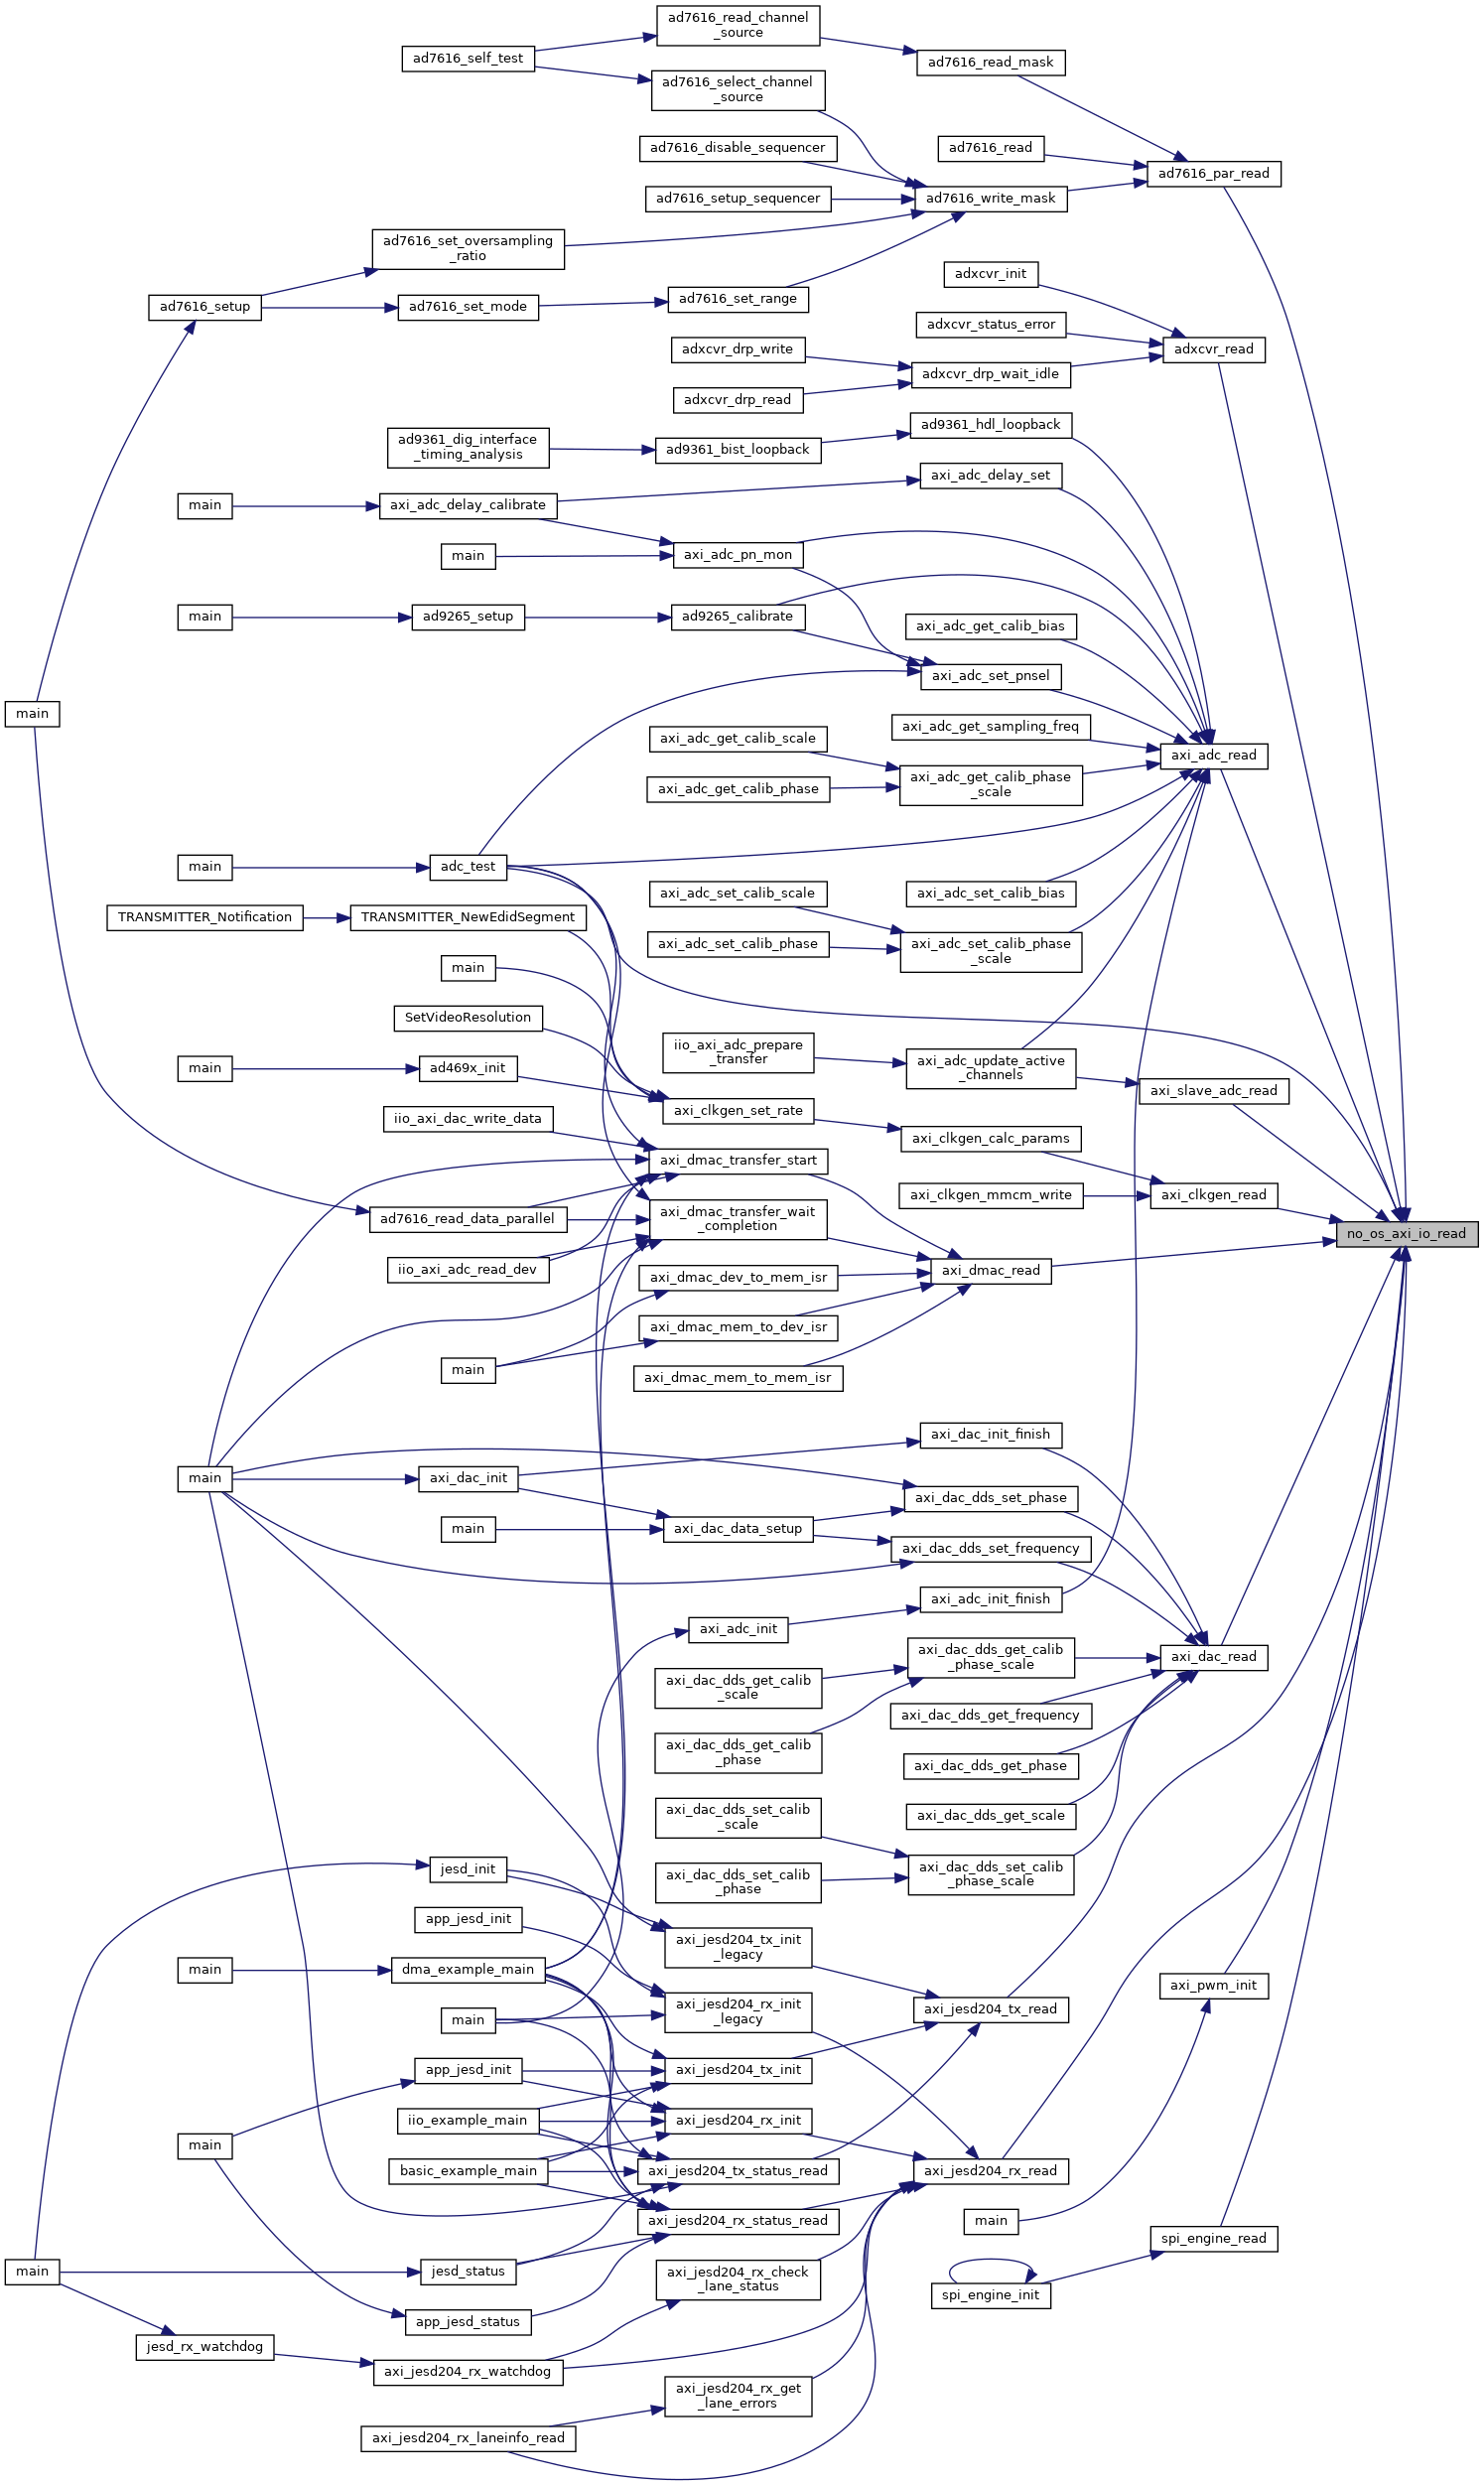 ad7616_read_channel
_source
ad7616_self_test
ad7616_read_mask
ad7616_select_channel
_source
ad7616_disable_sequencer
ad7616_read
ad7616_par_read
ad7616_setup_sequencer
ad7616_write_mask
ad7616_set_oversampling
_ratio
adxcvr_init
ad7616_setup
ad7616_set_mode
ad7616_set_range
adxcvr_status_error
adxcvr_drp_write
adxcvr_read
adxcvr_drp_wait_idle
adxcvr_drp_read
ad9361_hdl_loopback
ad9361_dig_interface
_timing_analysis
ad9361_bist_loopback
axi_adc_delay_set
main
axi_adc_delay_calibrate
main
axi_adc_pn_mon
main
ad9265_setup
ad9265_calibrate
axi_adc_get_calib_bias
axi_adc_set_pnsel
main
axi_adc_get_sampling_freq
axi_adc_get_calib_scale
axi_adc_read
axi_adc_get_calib_phase
_scale
axi_adc_get_calib_phase
main
adc_test
axi_adc_set_calib_scale
axi_adc_set_calib_bias
TRANSMITTER_Notification
TRANSMITTER_NewEdidSegment
axi_adc_set_calib_phase
axi_adc_set_calib_phase
_scale
main
SetVideoResolution
iio_axi_adc_prepare
_transfer
main
ad469x_init
axi_adc_update_active
_channels
axi_slave_adc_read
iio_axi_dac_write_data
axi_clkgen_set_rate
axi_clkgen_calc_params
axi_dmac_transfer_start
axi_clkgen_mmcm_write
axi_clkgen_read
ad7616_read_data_parallel
axi_dmac_transfer_wait
_completion
no_os_axi_io_read
iio_axi_adc_read_dev
axi_dmac_dev_to_mem_isr
axi_dmac_read
axi_dmac_mem_to_dev_isr
main
axi_dmac_mem_to_mem_isr
axi_dac_init_finish
main
axi_dac_init
axi_dac_dds_set_phase
main
axi_dac_data_setup
axi_dac_dds_set_frequency
axi_adc_init_finish
axi_adc_init
axi_dac_dds_get_calib
_phase_scale
axi_dac_read
axi_dac_dds_get_calib
_scale
axi_dac_dds_get_frequency
axi_dac_dds_get_calib
_phase
axi_dac_dds_get_phase
axi_dac_dds_set_calib
_scale
axi_dac_dds_get_scale
jesd_init
axi_dac_dds_set_calib
_phase
axi_dac_dds_set_calib
_phase_scale
app_jesd_init
axi_jesd204_tx_init
_legacy
main
dma_example_main
axi_pwm_init
axi_jesd204_rx_init
_legacy
axi_jesd204_tx_read
main
app_jesd_init
axi_jesd204_tx_init
iio_example_main
axi_jesd204_rx_init
main
basic_example_main
axi_jesd204_tx_status_read
axi_jesd204_rx_read
axi_jesd204_rx_status_read
main
spi_engine_read
main
jesd_status
axi_jesd204_rx_check
_lane_status
spi_engine_init
app_jesd_status
jesd_rx_watchdog
axi_jesd204_rx_watchdog
axi_jesd204_rx_get
_lane_errors
axi_jesd204_rx_laneinfo_read